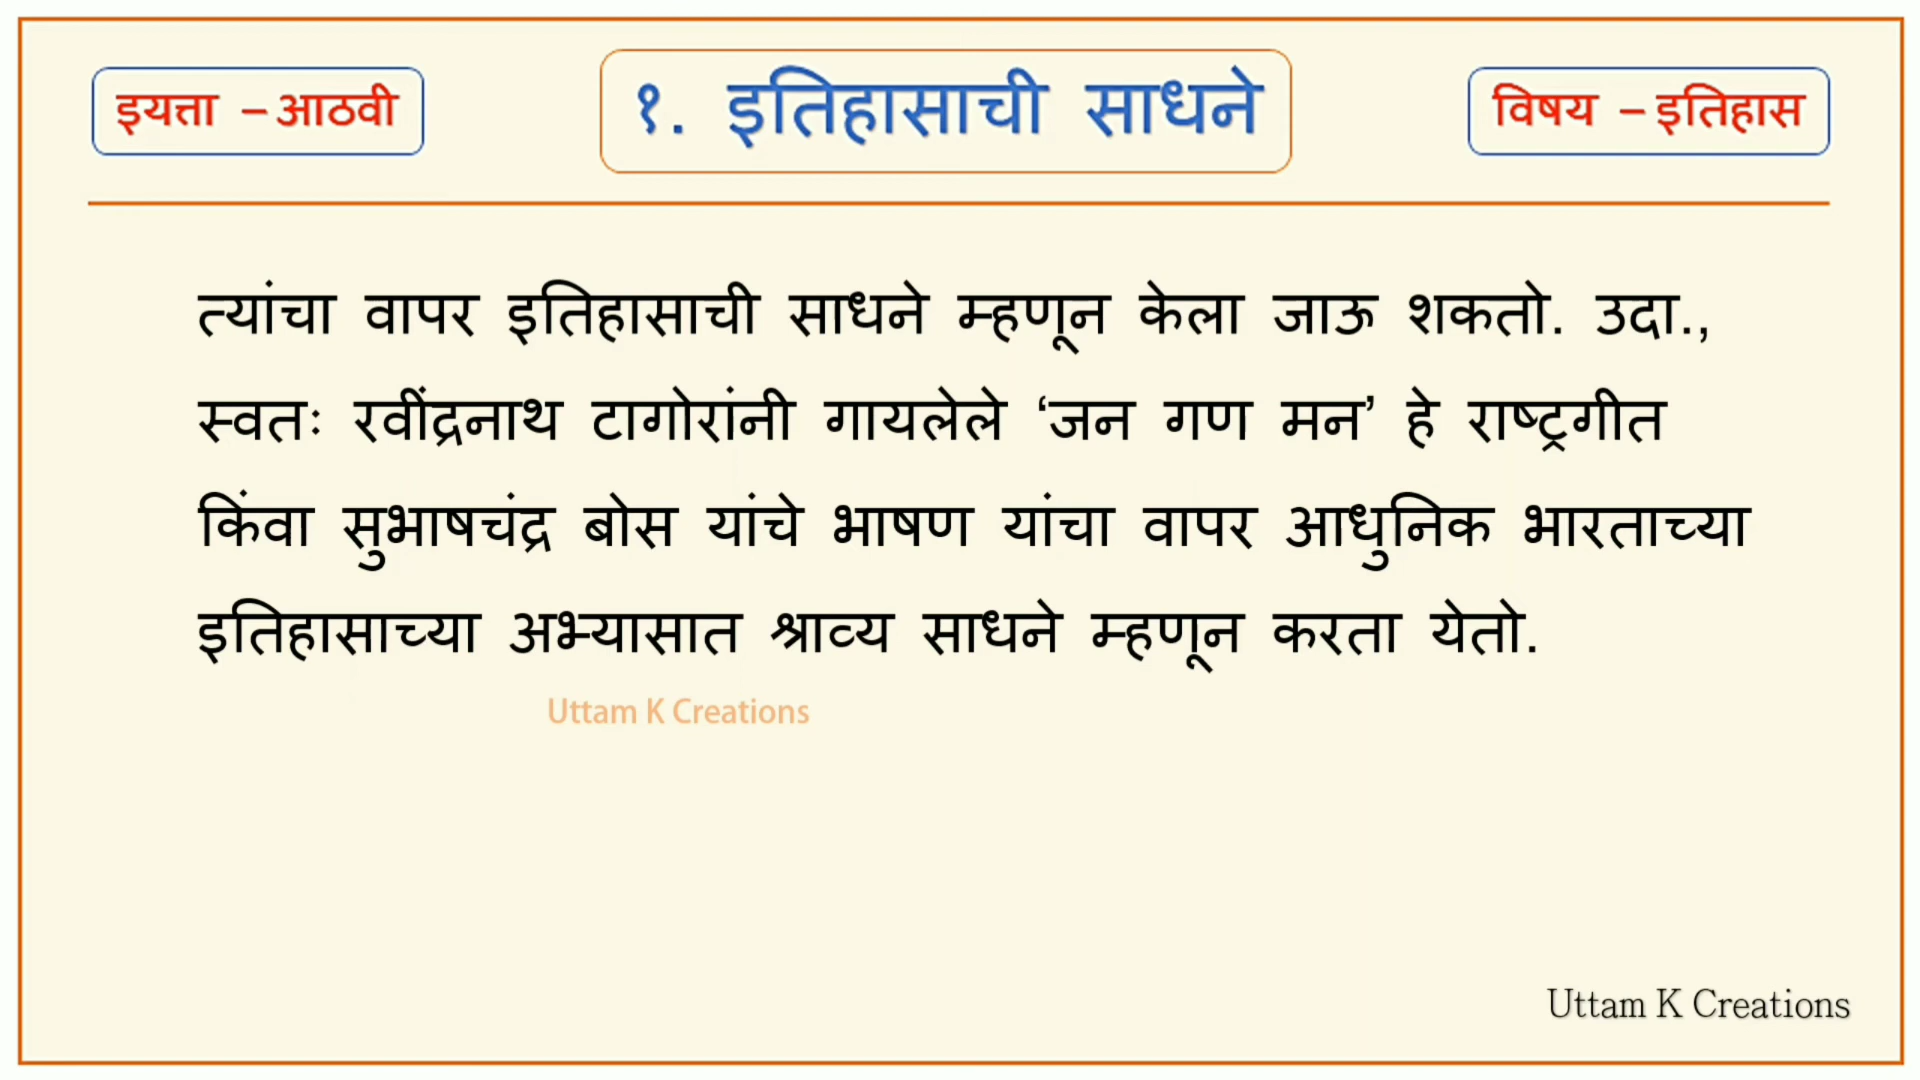 इयत्ता – आठवी
१. इतिहासाची साधने
विषय – इतिहास
त्यांचा वापर इतिहासाची साधने म्हणून केला जाऊ शकतो. उदा.,
स्वतः रवींद्रनाथ टागोरांनी गायलेले ‘जन गण मन’ हे राष्ट्रगीत
किंवा सुभाषचंद्र बोस यांचे भाषण यांचा वापर आधुनिक भारताच्या
इतिहासाच्या अभ्यासात श्राव्य साधने म्हणून करता येतो.
Uttam K Creations
Uttam K Creations